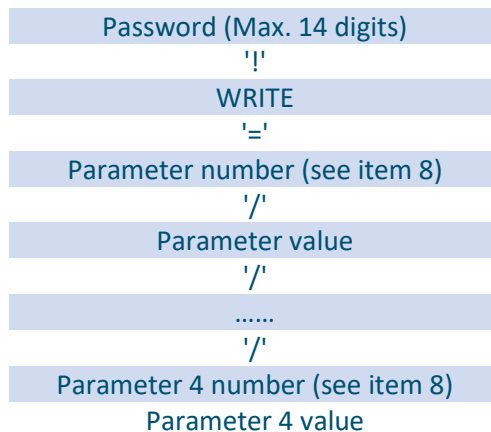 Password (Max. 14 digits)
'!'
WRITE
'='
Parameter number (see item 8)
'/'
Parameter value
'/'
……
'/'
Parameter 4 number (see item 8)
Parameter 4 value